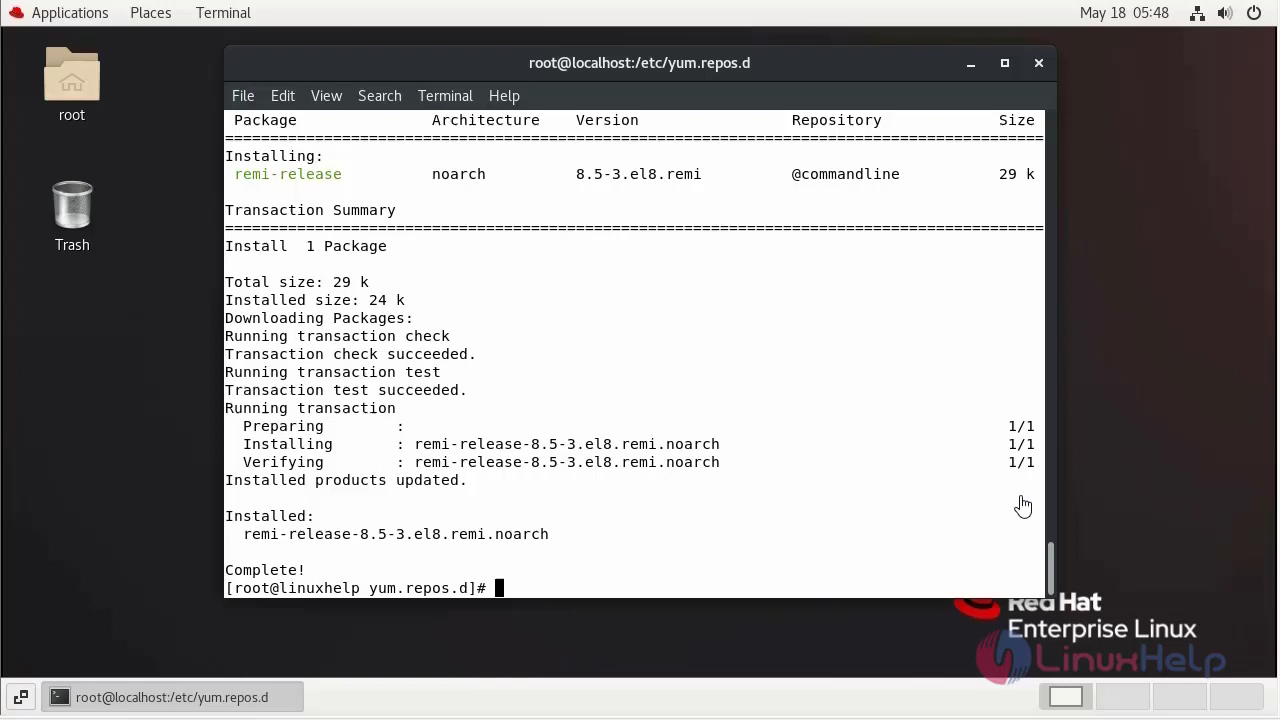 Applications Places Terminal May 18 05:48
root@localhost:/etc/yum.repos.d
File Edit View Search Terminal Help
root
Trash
Package Architecture Version Repository Size
================================================================================
Installing:
remi-release noarch 8.5-3.el8.remi @commandline 29 k
Transaction Summary
================================================================================
Install 1 Package
Total size: 29 k
Installed size: 24 k
Downloading Packages:
Running transaction check
Transaction check succeeded.
Running transaction test
Transaction test succeeded.
Running transaction
Preparing : 1/1
Installing : remi-release-8.5-3.el8.remi.noarch 1/1
Verifying : remi-release-8.5-3.el8.remi.noarch 1/1
Installed products updated.
Installed:
remi-release-8.5-3.el8.remi.noarch
Complete!
[root@linuxhelp yum.repos.d]#
Red Hat
Enterprise Linux
LinuxHelp
root@localhost:/etc/yum.repos.d